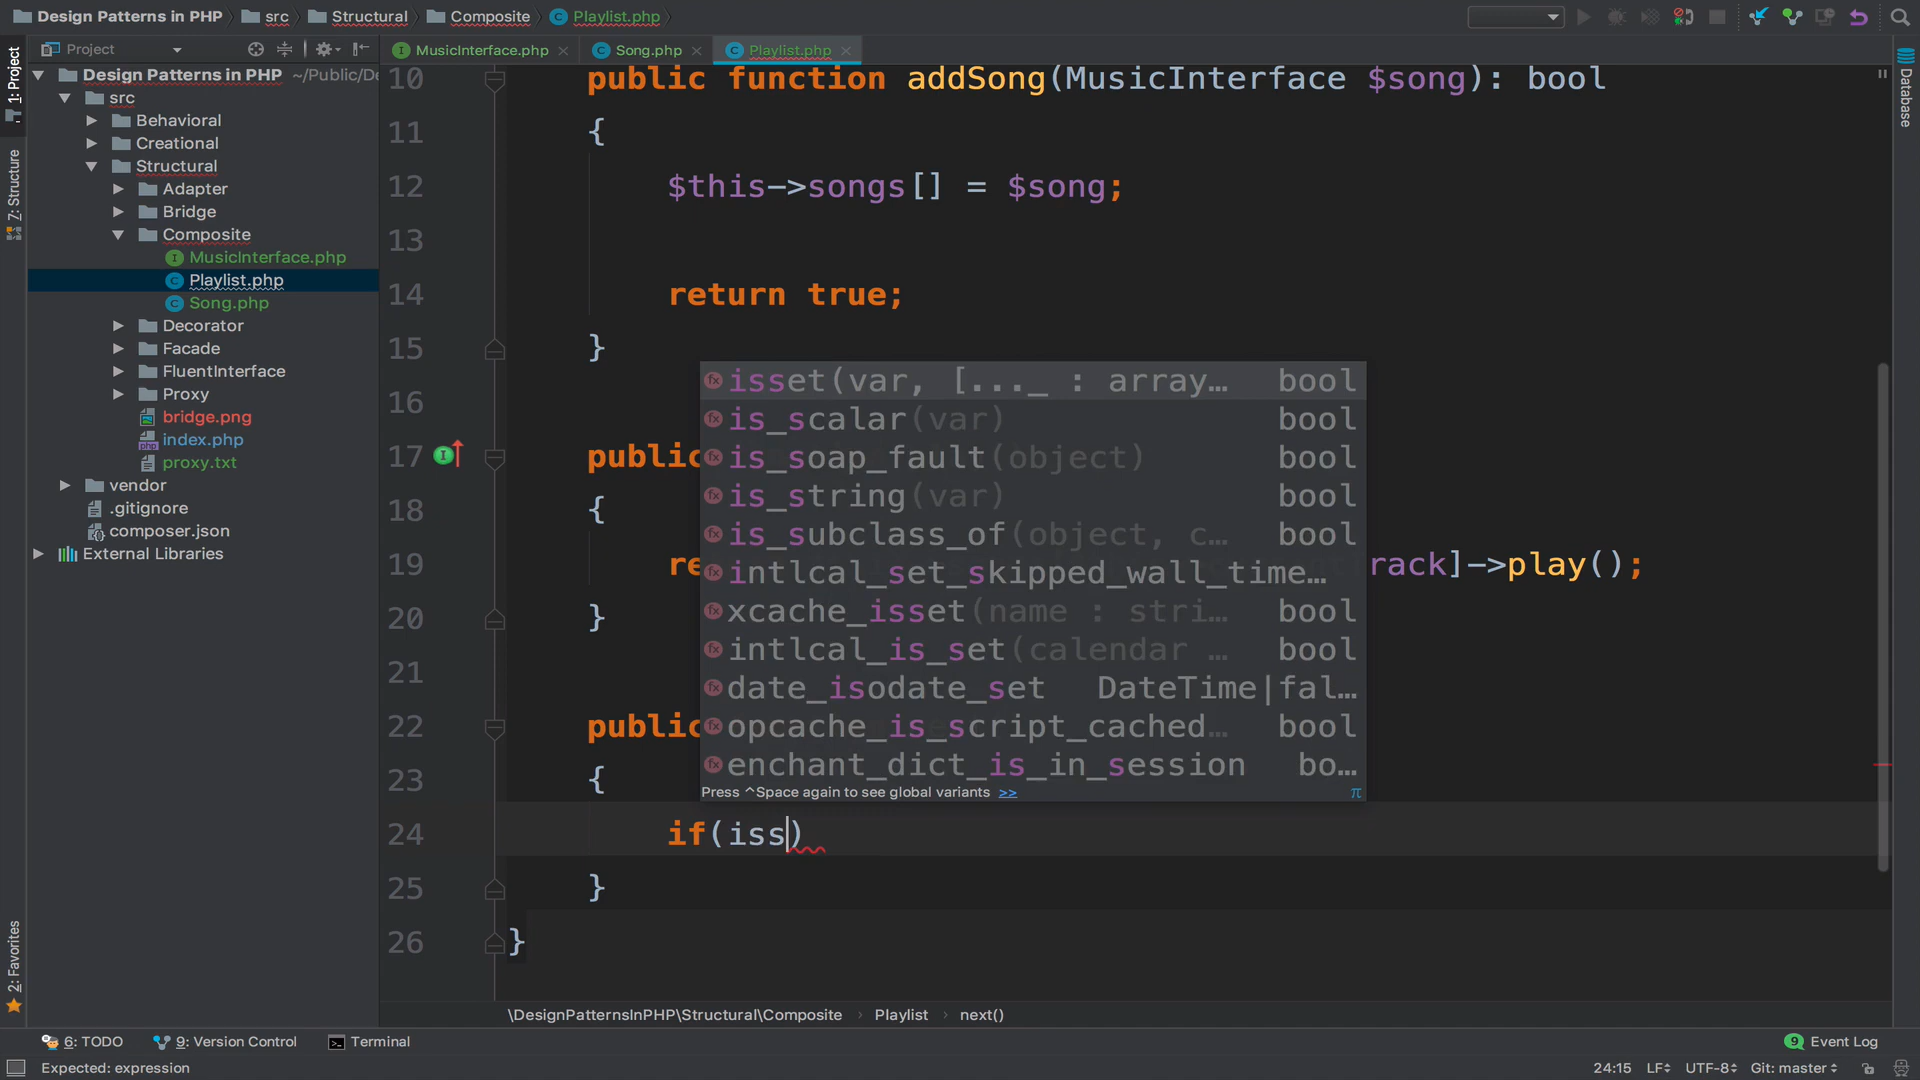 Design Patterns in PHP src Structural Composite Playlist.php
1: Project
7: Structure
2: Favorites
Project
Design Patterns in PHP ~/Public/De
src
Behavioral
Creational
Structural
Adapter
Bridge
Composite
MusicInterface.php
Playlist.php
Song.php
Decorator
Facade
FluentInterface
Proxy
bridge.png
index.php
proxy.txt
vendor
.gitignore
composer.json
External Libraries
MusicInterface.php Song.php Playlist.php
10 public function addSong(MusicInterface $song): bool
11 {
12 $this->songs[] = $song;
13
14 return true;
15 }
16
17 public
18 {
19 re rack]->play();
20 }
21
22 public
23 {
24 if(iss)
25 }
26 }
isset(var, [..._ : array… bool
is_scalar(var) bool
is_soap_fault(object) bool
is_string(var) bool
is_subclass_of(object, c… bool
intlcal_set_skipped_wall_time…
xcache_isset(name : stri… bool
intlcal_is_set(calendar … bool
date_isodate_set DateTime|fal…
opcache_is_script_cached… bool
enchant_dict_is_in_session bo…
Press ^Space again to see global variants >> π
\DesignPatternsInPHP\Structural\Composite Playlist next()
Database
6: TODO 9: Version Control Terminal 9 Event Log
Expected: expression 24:15 LF UTF-8 Git: master